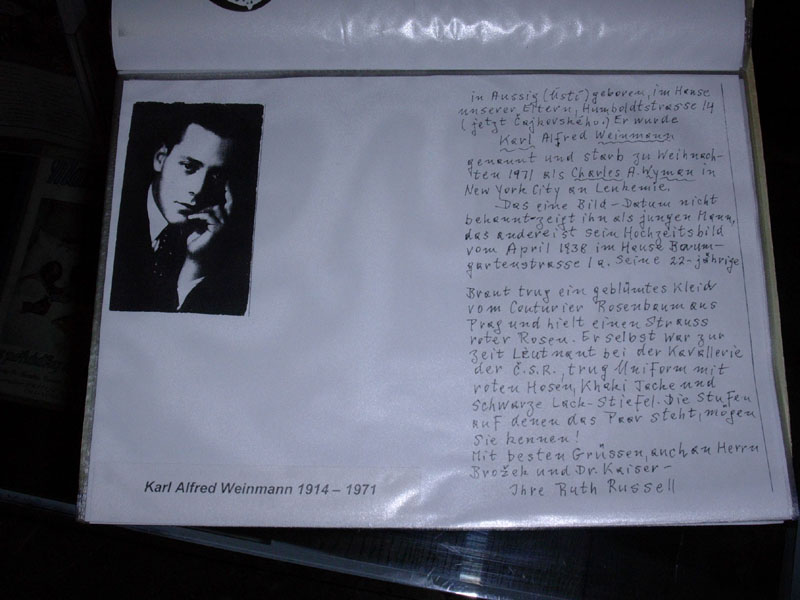 in Aussig (Ústí) geboren, im Hause
unserer Eltern, Humboldtstrasse 14
(jetzt Čajkovského.) Er wurde
Karl Alfred Weinmann
genannt und starb zu Weihnach-
ten 1971 als Charles A. Wyman in
New York City an Leukemie.
Das eine Bild - Datum nicht
bekannt - zeigt ihn als jungen Mann,
das andere ist sein Hochzeitsbild
vom April 1938 im Hause Baum-
gartenstrasse 1a. Seine 22-jährige
Braut trug ein geblümtes Kleid
vom Couturier Rosenbaum aus
Prag und hielt einen Strauss
roter Rosen. Er selbst war zur
Zeit Leutnant bei der Kavallerie
der Č.S.R., trug Uniform mit
roten Hosen, Khaki Jacke und
schwarze Lack-Stiefel. Die Stufen
auf denen das Paar steht, mögen
Sie kennen!
Mit besten Grüssen, auch an Herrn
Brožek und Dr. Kaiser -
Ihre Ruth Russell
Karl Alfred Weinmann 1914 – 1971